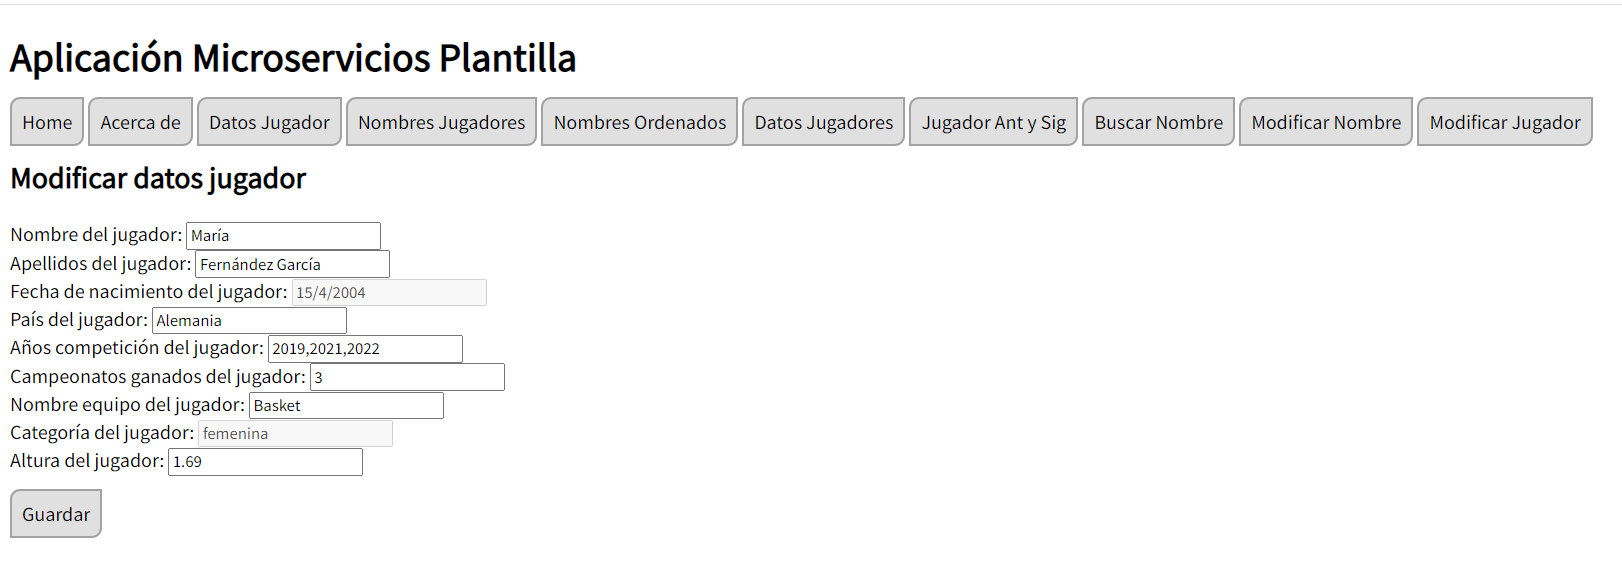 Aplicación Microservicios Plantilla
Home Acerca de Datos Jugador Nombres Jugadores Nombres Ordenados Datos Jugadores Jugador Ant y Sig Buscar Nombre Modificar Nombre Modificar Jugador
Modificar datos jugador
Nombre del jugador: María
Apellidos del jugador: Fernández García
Fecha de nacimiento del jugador: 15/4/2004
País del jugador: Alemania
Años competición del jugador: 2019,2021,2022
Campeonatos ganados del jugador: 3
Nombre equipo del jugador: Basket
Categoría del jugador: femenina
Altura del jugador: 1.69
Guardar